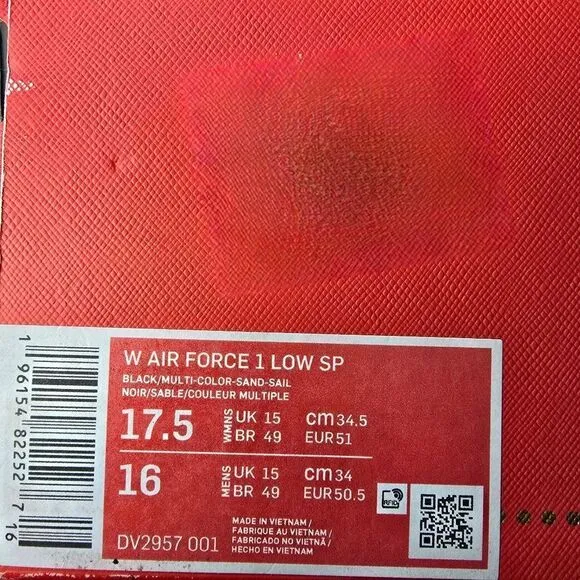 W AIR FORCE 1 LOW SP
BLACK/MULTI-COLOR-SAND-SAIL
NOIR/SABLE/COULEUR MULTIPLE
17.5 WMNS UK 15 cm 34.5
BR 49 EUR 51
16 MENS UK 15 cm 34
BR 49 EUR 50.5
MADE IN VIETNAM /
FABRIQUE AU VIETNAM /
FABRICADO NO VIETNÃ /
HECHO EN VIETNAM
DV2957 001
RFID
1 96154 82252 7 16